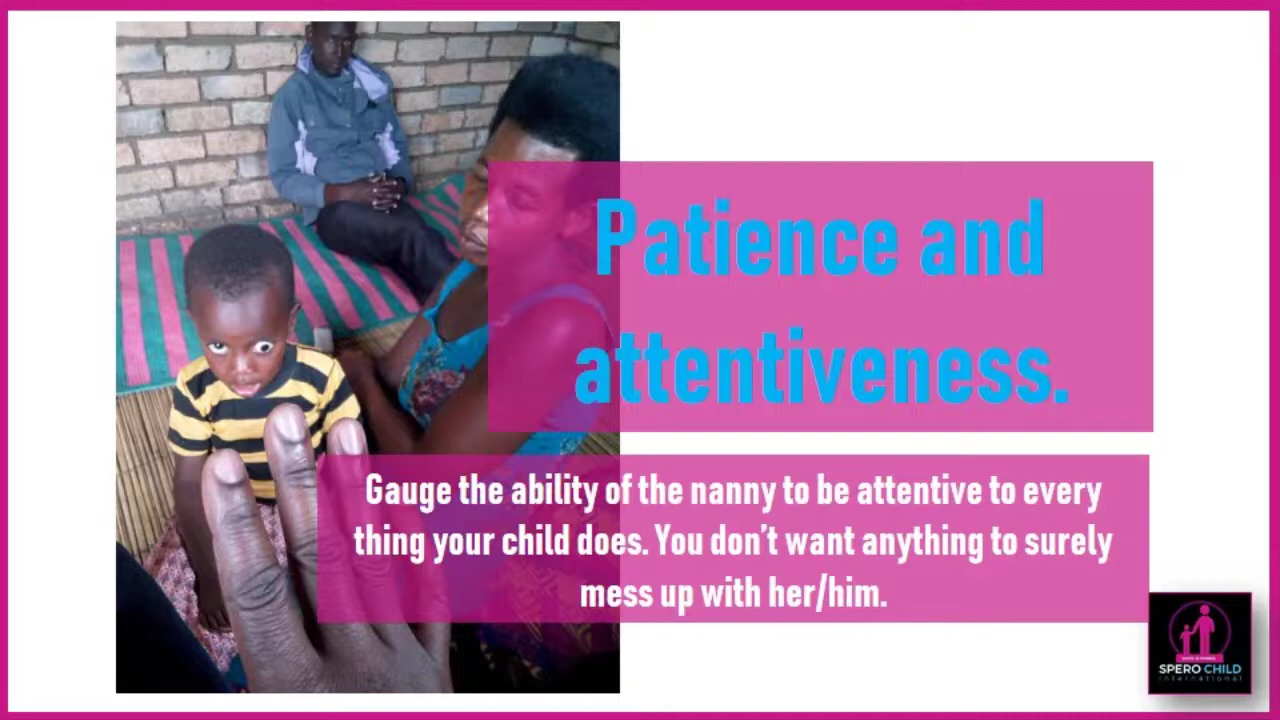 Patience and
attentiveness.
Gauge the ability of the nanny to be attentive to every
thing your child does. You don't want anything to surely
mess up with her/him.
SPERO CHILD
international